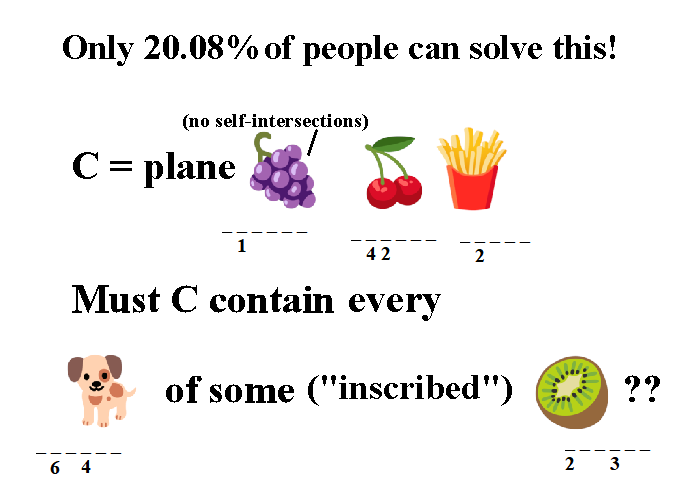 Only 20.08% of people can solve this!
(no self-intersections)
C = plane
_ _ _ _ _ _ _ _ _ _ _ _ _ _ _ _ _
1 4 2 2
Must C contain every
of some ("inscribed") ??
_ _ _ _ _ _ _ _ _ _ _ _
6 4 2 3